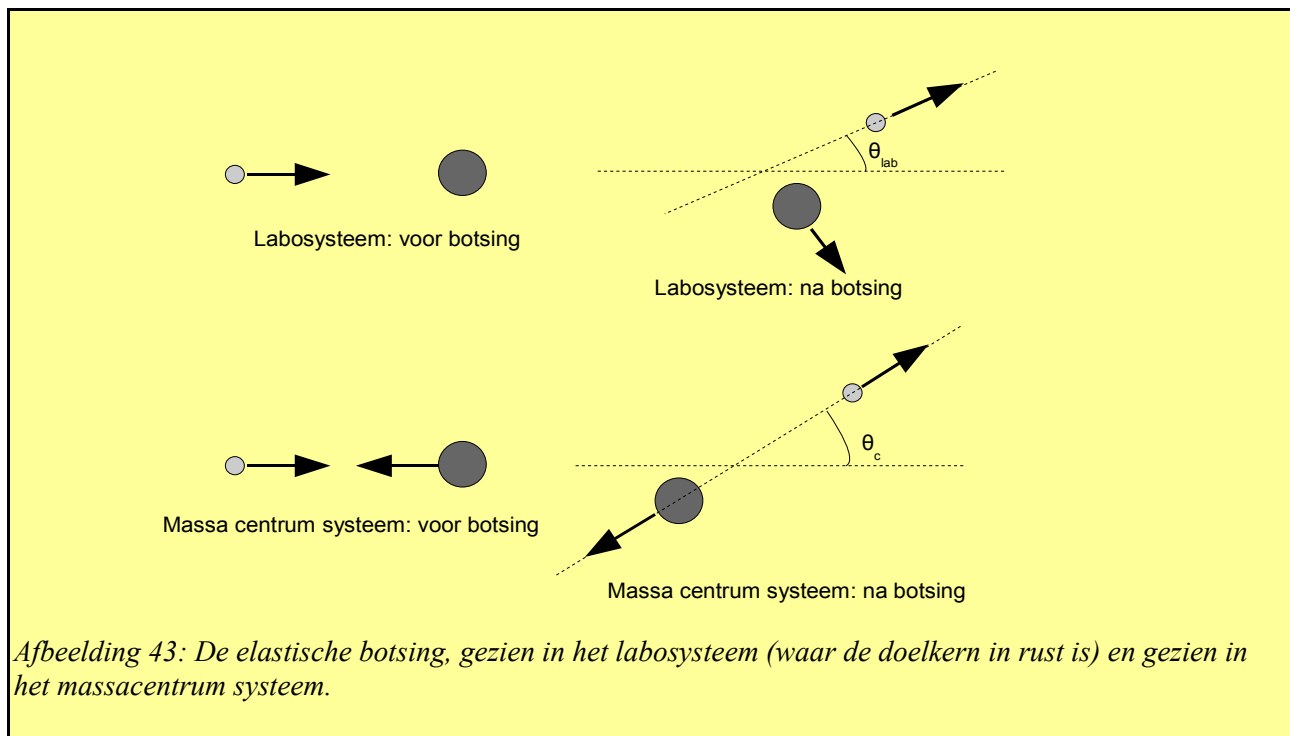 θlab
Labosysteem: voor botsing
Labosysteem: na botsing
θc
Massa centrum systeem: voor botsing
Massa centrum systeem: na botsing
Afbeelding 43: De elastische botsing, gezien in het labosysteem (waar de doelkern in rust is) en gezien in
het massacentrum systeem.